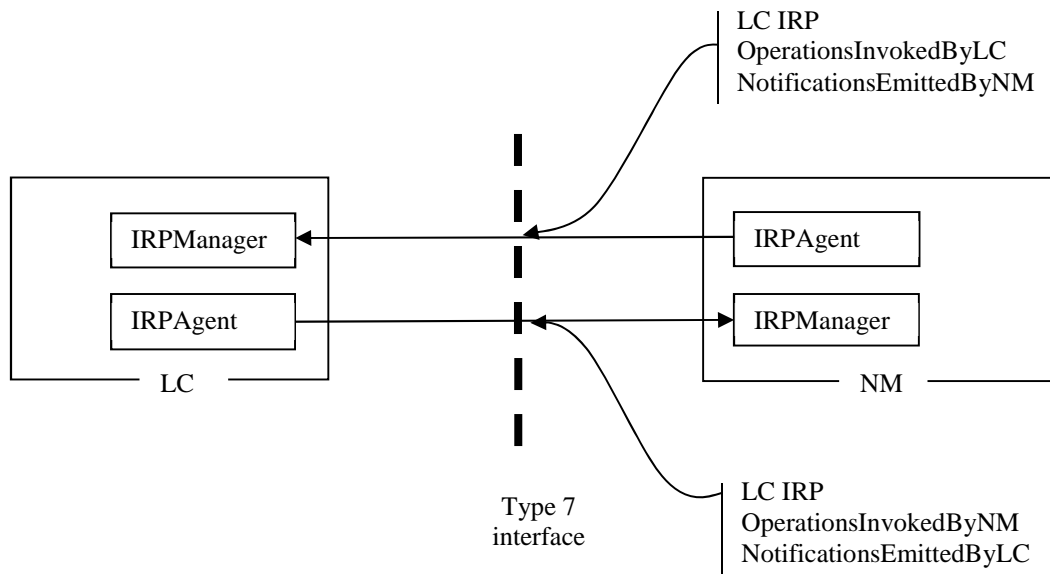 LC IRP
OperationsInvokedByLC
NotificationsEmittedByNM
IRPManager
IRPAgent
IRPAgent
IRPManager
LC
NM
Type 7
interface
LC IRP
OperationsInvokedByNM
NotificationsEmittedByLC